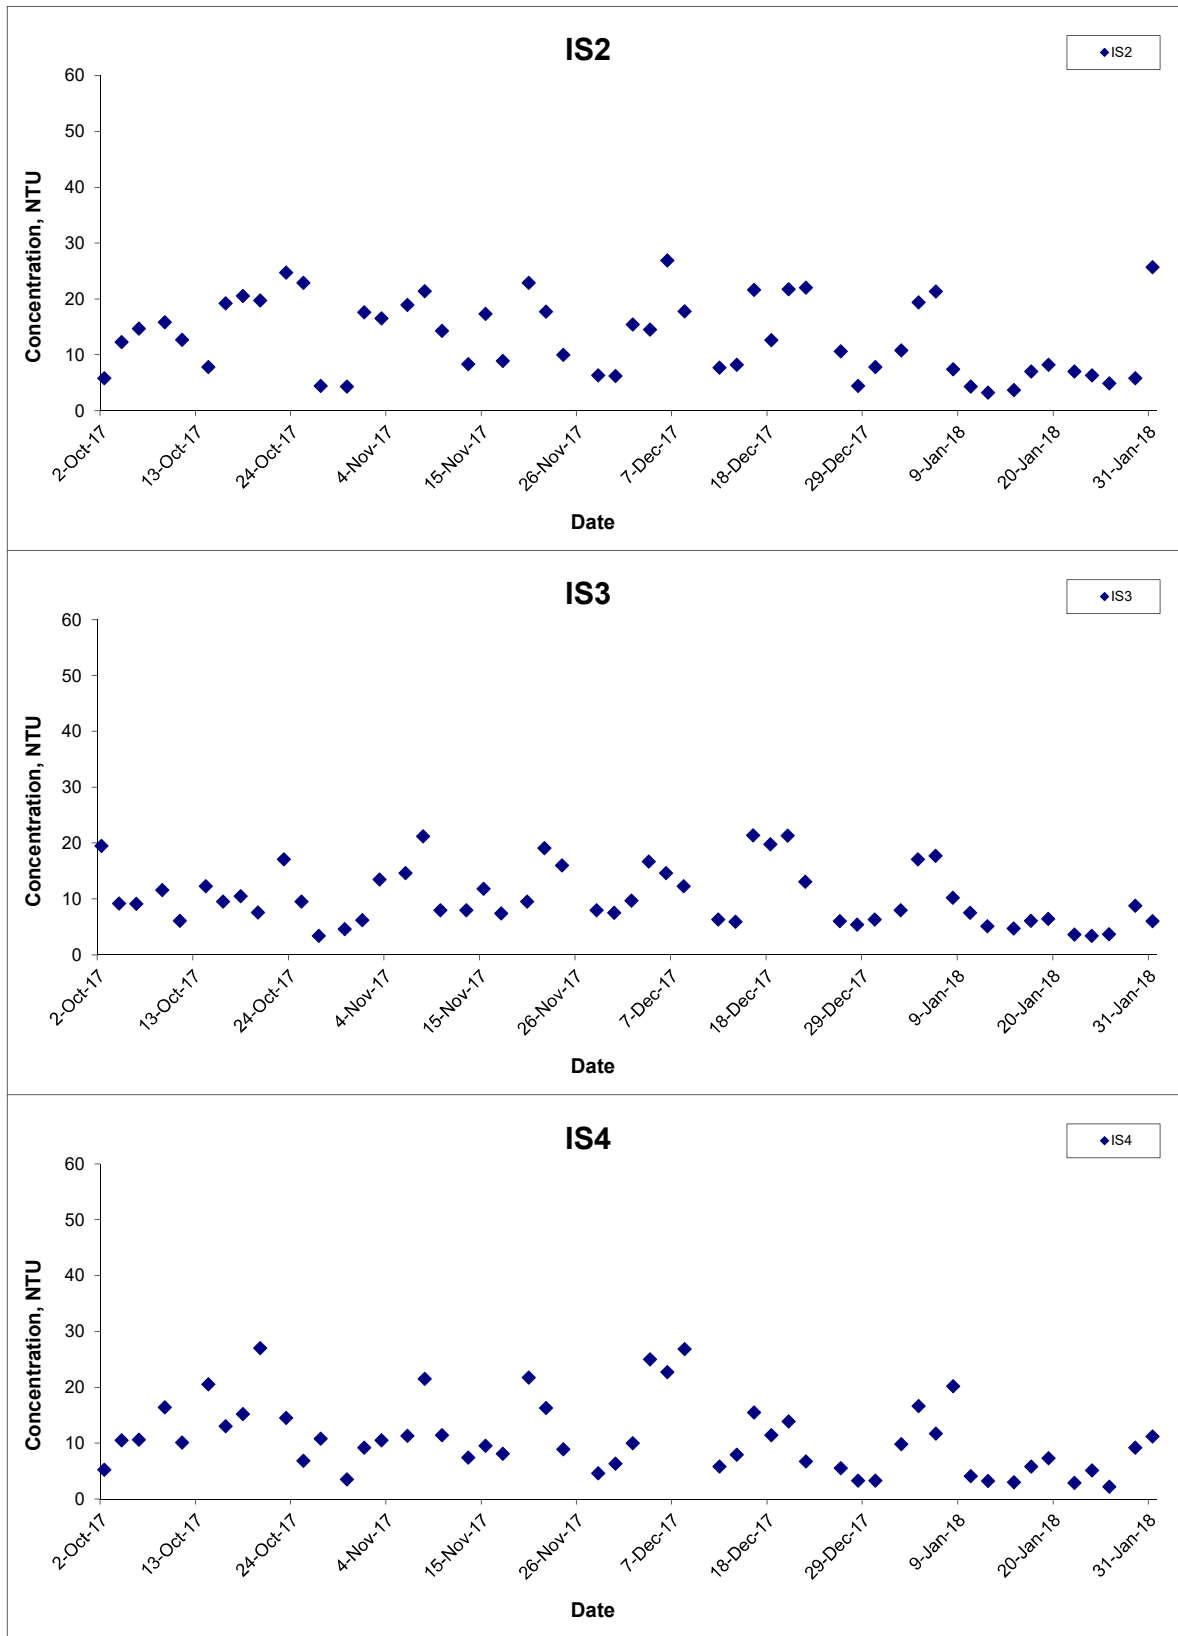 IS2
IS2
60
50
40
30
20
10
0
Concentration, NTU
2-Oct-17
13-Oct-17
24-Oct-17
4-Nov-17
15-Nov-17
26-Nov-17
7-Dec-17
18-Dec-17
29-Dec-17
9-Jan-18
20-Jan-18
31-Jan-18
Date
IS3
IS3
60
50
40
30
20
10
0
Concentration, NTU
2-Oct-17
13-Oct-17
24-Oct-17
4-Nov-17
15-Nov-17
26-Nov-17
7-Dec-17
18-Dec-17
29-Dec-17
9-Jan-18
20-Jan-18
31-Jan-18
Date
IS4
IS4
60
50
40
30
20
10
0
Concentration, NTU
2-Oct-17
13-Oct-17
24-Oct-17
4-Nov-17
15-Nov-17
26-Nov-17
7-Dec-17
18-Dec-17
29-Dec-17
9-Jan-18
20-Jan-18
31-Jan-18
Date